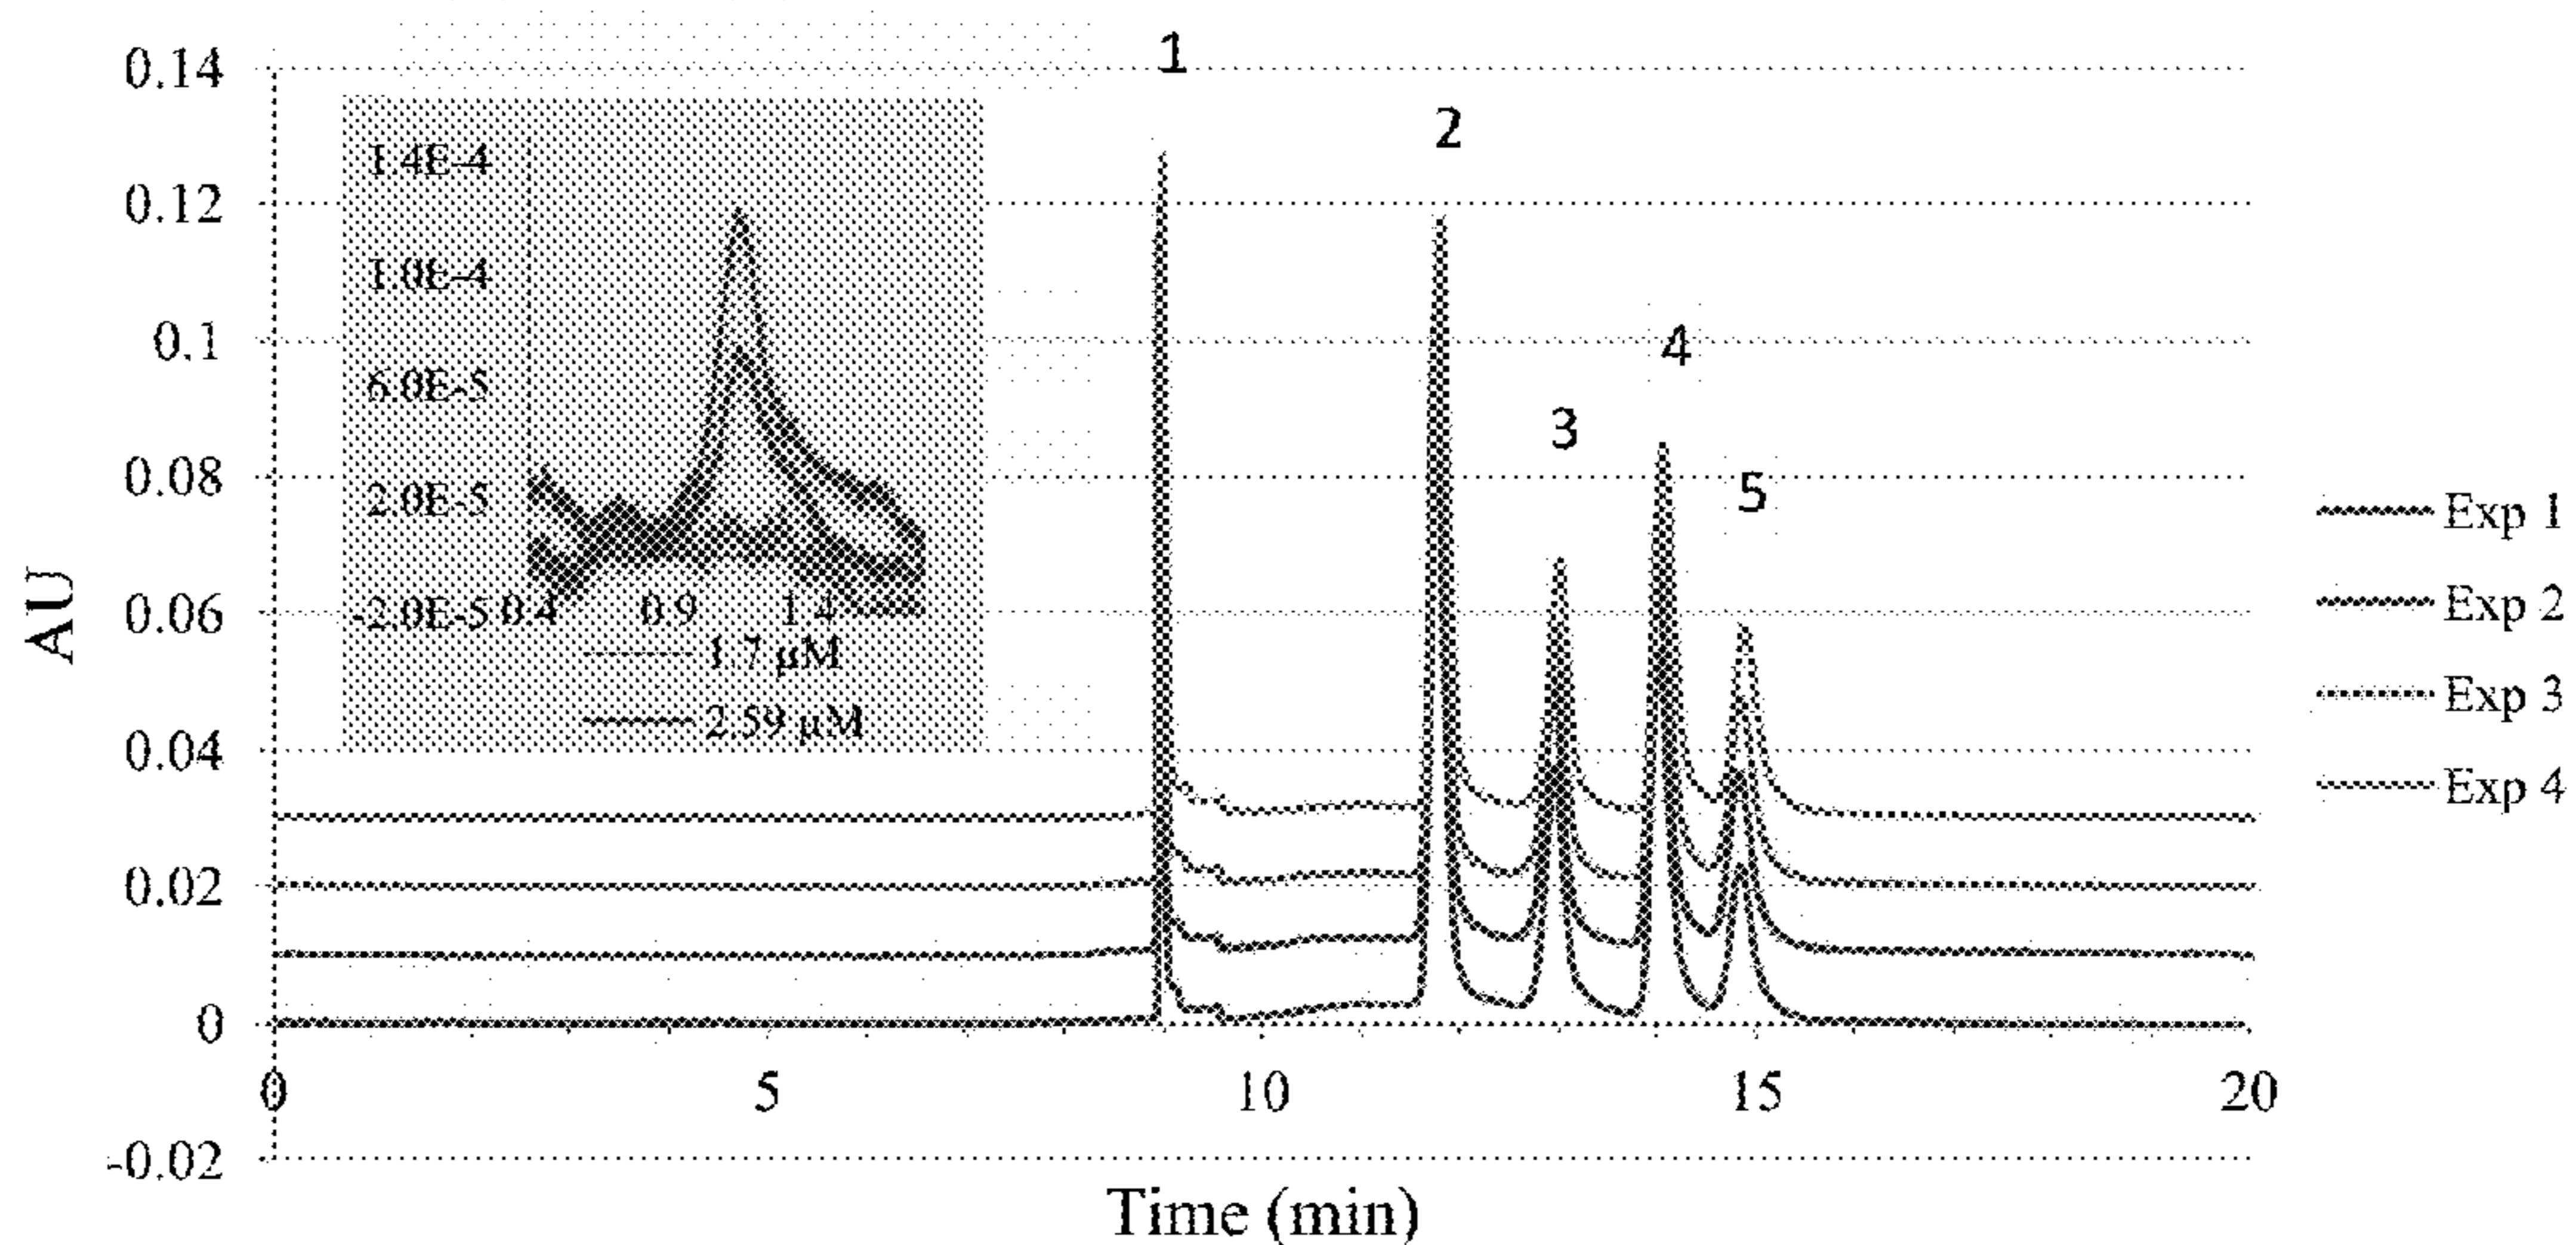 1
0.14
2
1.4E-4
0.12
1.0E-4
0.1
4
6.0E-5
3
0.08
2.0E-5
5
Exp 1
AU
0.06
-2.0E-5 0.4 0.9 1.4
Exp 2
1.7 μM
Exp 3
2.59 μM
0.04
Exp 4
0.02
0
0 5 10 15 20
-0.02
Time (min)